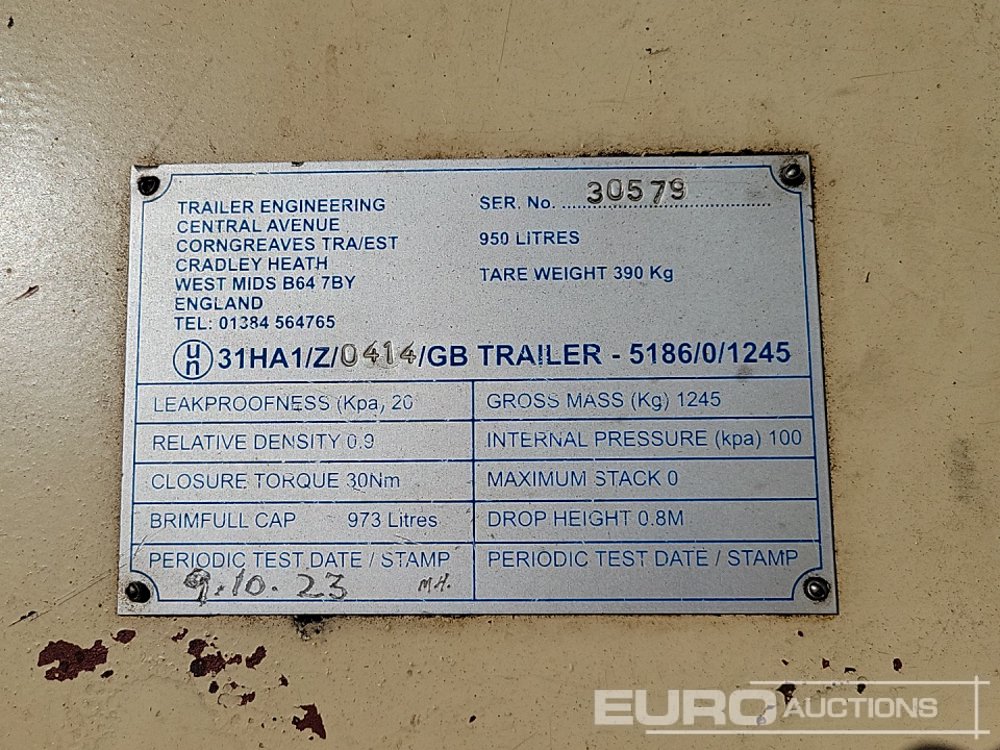 TRAILER ENGINEERING
CENTRAL AVENUE
CORNGREAVES TRA/EST
CRADLEY HEATH
WEST MIDS B64 7BY
ENGLAND
TEL: 01384 564765
SER. No. 30579
950 LITRES
TARE WEIGHT 390 Kg
un 31HA1/Z/0414/GB TRAILER - 5186/0/1245
LEAKPROOFNESS (Kpa, 20
GROSS MASS (Kg) 1245
RELATIVE DENSITY 0.9
INTERNAL PRESSURE (kpa) 100
CLOSURE TORQUE 30Nm
MAXIMUM STACK 0
BRIMFULL CAP 973 Litres
DROP HEIGHT 0.8M
PERIODIC TEST DATE / STAMP
9.10.23 M.H.
PERIODIC TEST DATE / STAMP
EURO AUCTIONS